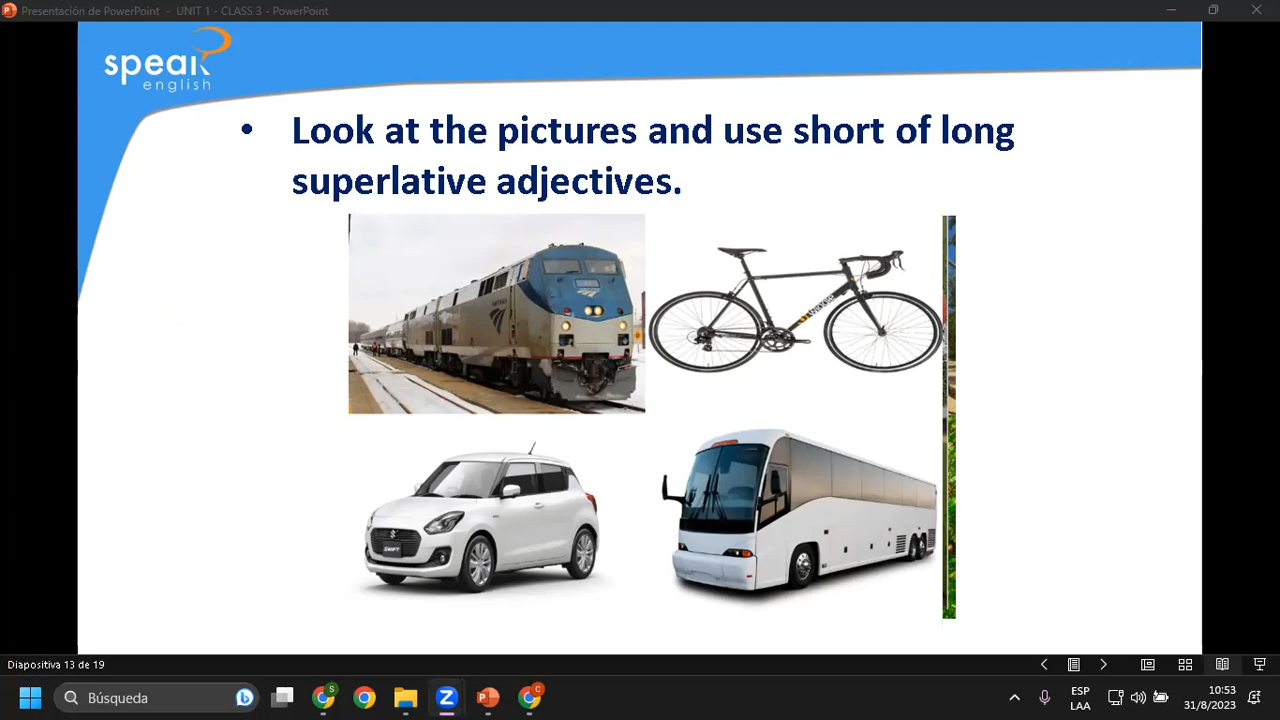 Presentación de PowerPoint - UNIT 1 - CLASS 3 - PowerPoint
speak
english
• Look at the pictures and use short of long
superlative adjectives.
SWIFT
Diapositiva 13 de 19
Búsqueda
ESP
LAA
10:53
31/8/2023